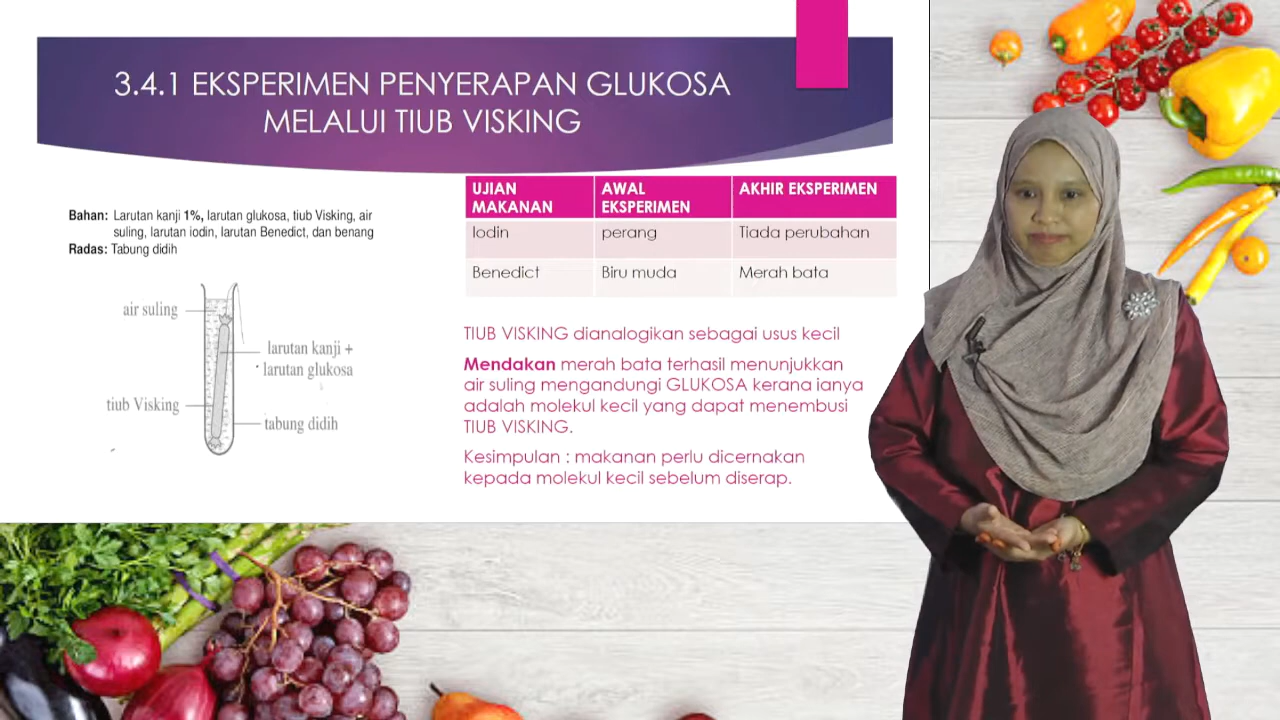 3.4.1 EKSPERIMEN PENYERAPAN GLUKOSA
MELALUI TIUB VISKING
Bahan: Larutan kanji 1%, larutan glukosa, tiub Visking, air
suling, larutan iodin, larutan Benedict, dan benang
Radas: Tabung didih
air suling
larutan kanji +
larutan glukosa
tiub Visking
tabung didih
UJIAN MAKANAN AWAL EKSPERIMEN AKHIR EKSPERIMEN
Iodin perang Tiada perubahan
Benedict Biru muda Merah bata
TIUB VISKING dianalogikan sebagai usus kecil
Mendakan merah bata terhasil menunjukkan
air suling mengandungi GLUKOSA kerana ianya
adalah molekul kecil yang dapat menembusi
TIUB VISKING.
Kesimpulan : makanan perlu dicernakan
kepada molekul kecil sebelum diserap.